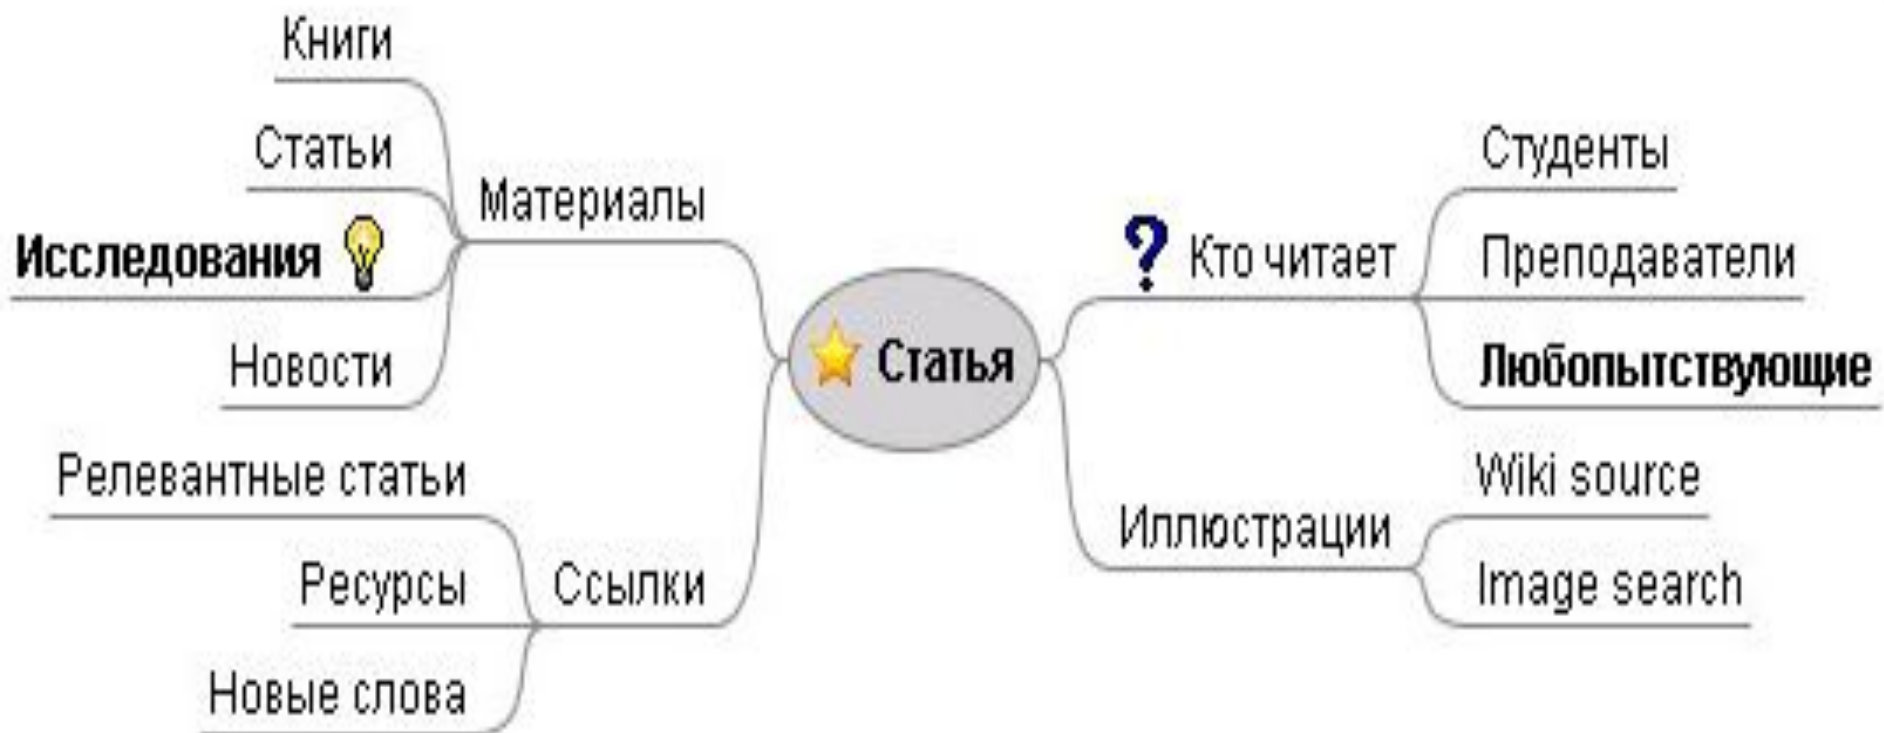 Книги
Статьи
Исследования
Новости
Материалы
Релевантные статьи
Ресурсы
Новые слова
Ссылки
Статья
? Кто читает
Студенты
Преподаватели
Любопытствующие
Иллюстрации
Wiki source
Image search